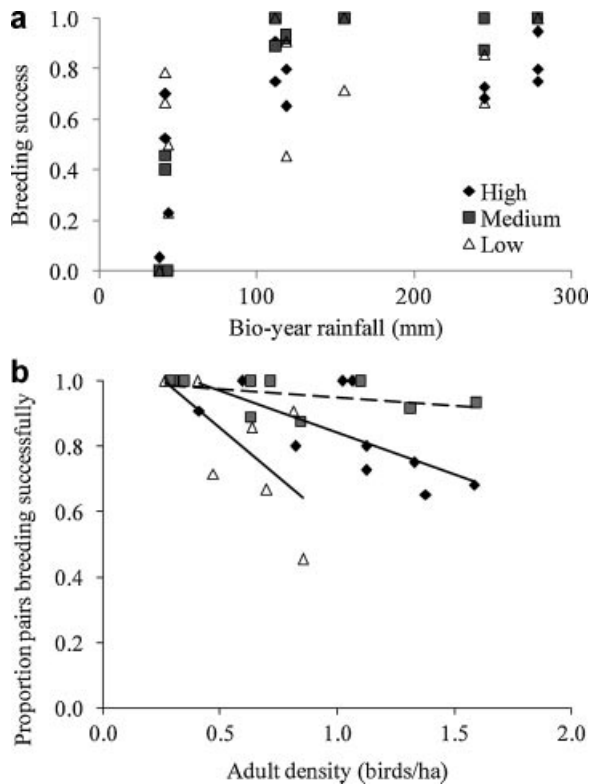 a
Breeding success
1.0
0.8
0.6
0.4
0.2
0.0
High
Medium
Low
0 100 200 300
Bio-year rainfall (mm)
b
Proportion pairs breeding successfully
1.0
0.8
0.6
0.4
0.2
0.0
0.0 0.5 1.0 1.5 2.0
Adult density (birds/ha)